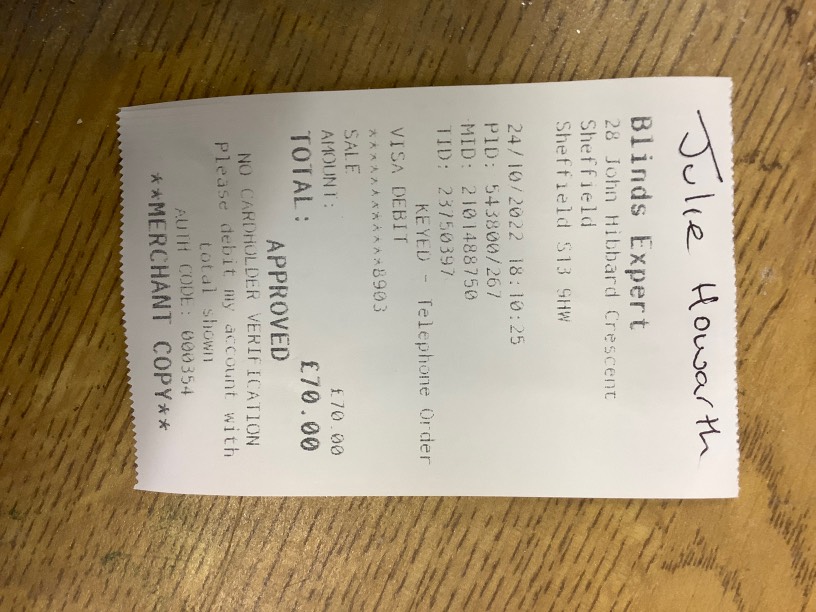 Julie Howarth
Blinds Expert
28 John Hibbard Crescent
Sheffield
Sheffield S13 9HW
24/10/2022 18:10:25
PID: 543800/267
MID: 2101488750
TID: 23750397
KEYED - Telephone Order
VISA DEBIT
************8903
SALE
AMOUNT: £70.00
TOTAL: £70.00
APPROVED
NO CARDHOLDER VERIFICATION
Please debit my account with
total shown
AUTH CODE: 000354
**MERCHANT COPY**